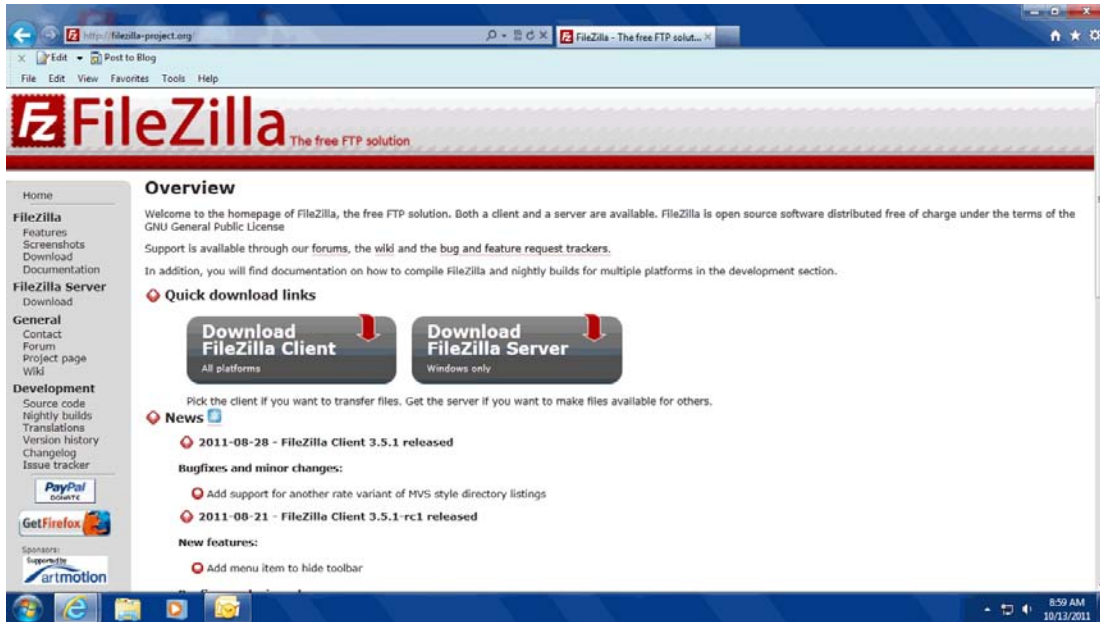 http://filezilla-project.org
FileZilla - The free FTP solut...
Edit
Post to Blog
File Edit View Favorites Tools Help
Fz FileZilla The free FTP solution
Home
FileZilla
Features
Screenshots
Download
Documentation
FileZilla Server
Download
General
Contact
Forum
Project page
Wiki
Development
Source code
Nightly builds
Translations
Version history
Changelog
Issue tracker
PayPal
DONATE
GetFirefox
Sponsors:
Supported by
artmotion
Overview
Welcome to the homepage of FileZilla, the free FTP solution. Both a client and a server are available. FileZilla is open source software distributed free of charge under the terms of the
GNU General Public License
Support is available through our forums, the wiki and the bug and feature request trackers.
In addition, you will find documentation on how to compile FileZilla and nightly builds for multiple platforms in the development section.
Quick download links
Download
FileZilla Client
All platforms
Download
FileZilla Server
Windows only
Pick the client if you want to transfer files. Get the server if you want to make files available for others.
News
2011-08-28 - FileZilla Client 3.5.1 released
Bugfixes and minor changes:
Add support for another rate variant of MVS style directory listings
2011-08-21 - FileZilla Client 3.5.1-rc1 released
New features:
Add menu item to hide toolbar
8:59 AM
10/13/2011